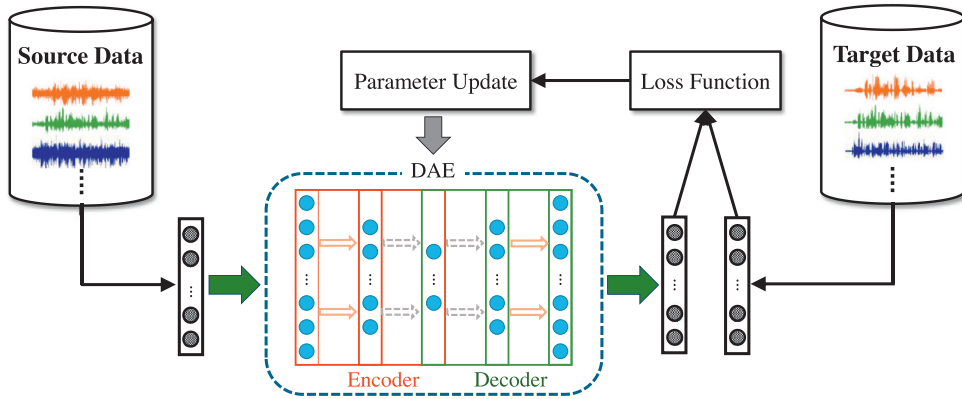 Source Data
Target Data
Parameter Update
Loss Function
DAE
Encoder
Decoder